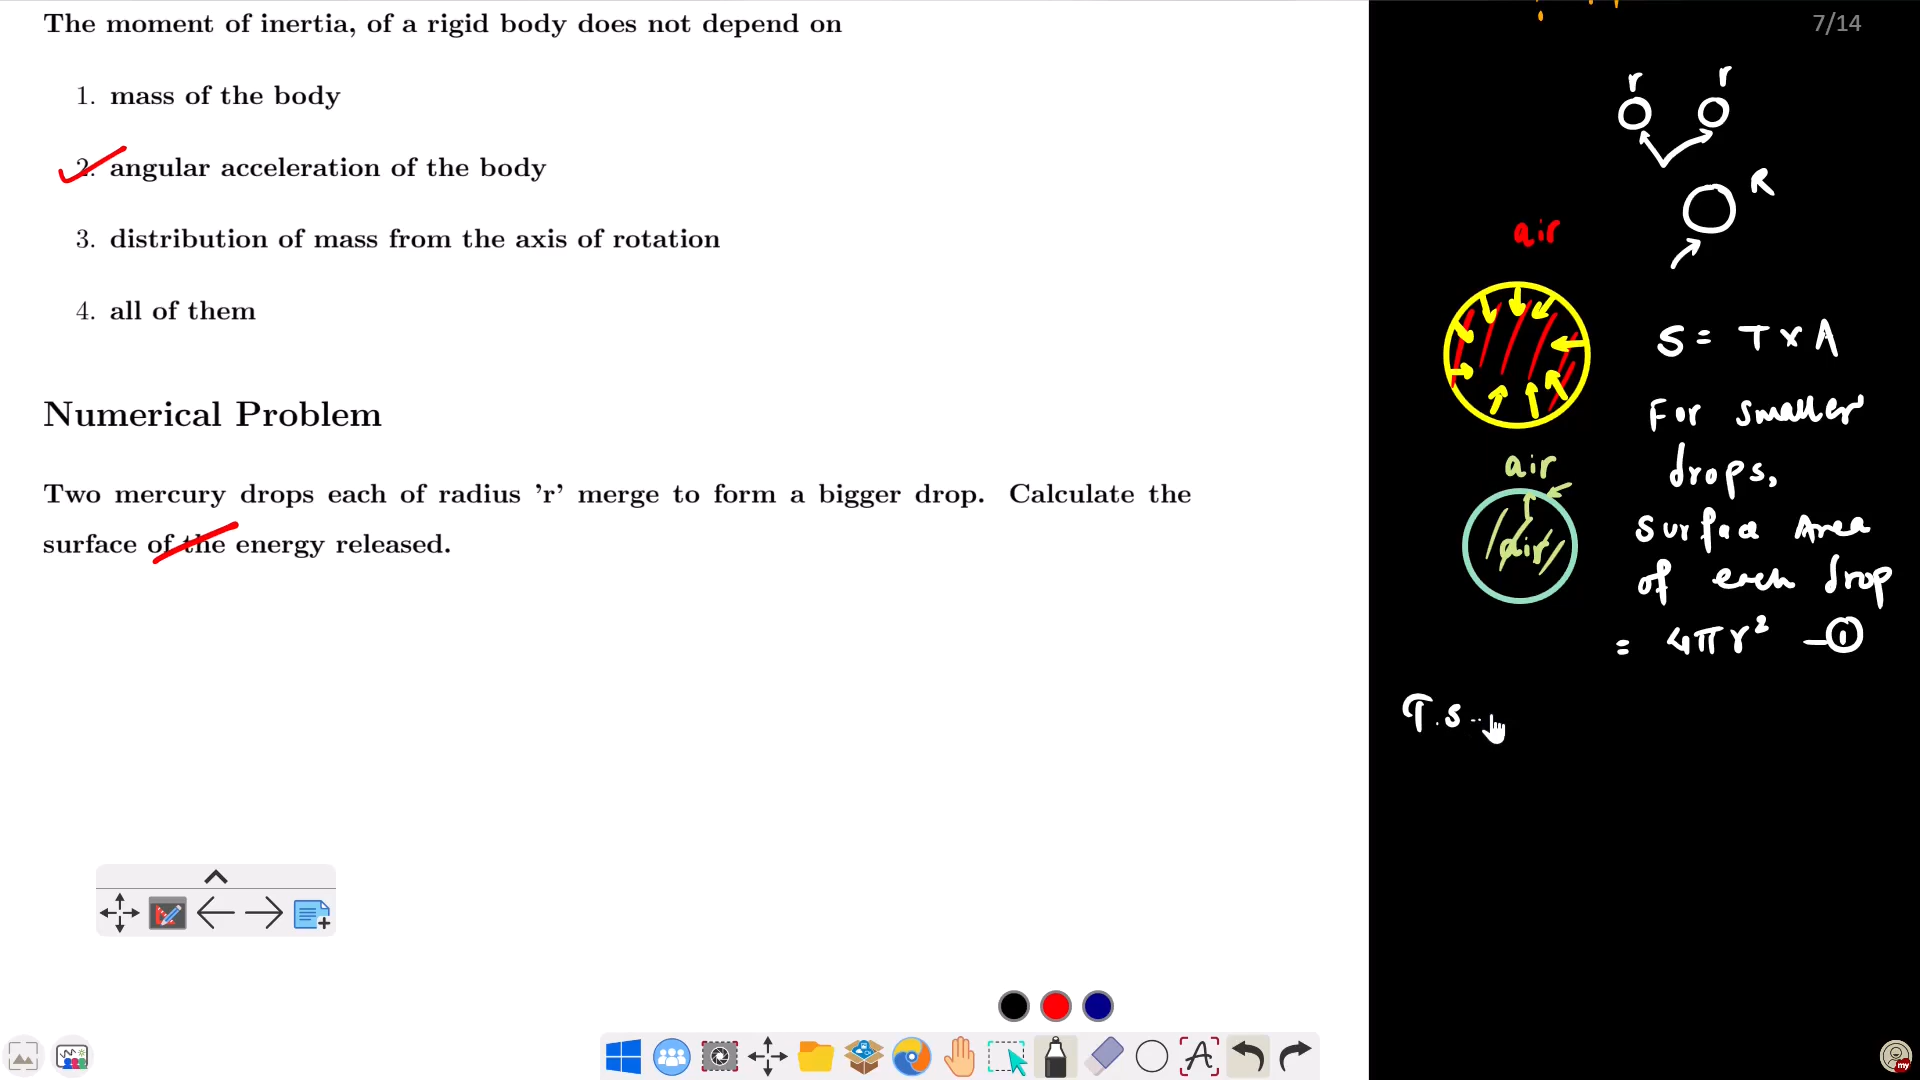 The moment of inertia, of a rigid body does not depend on
1. mass of the body
2. angular acceleration of the body
3. distribution of mass from the axis of rotation
4. all of them
Numerical Problem
Two mercury drops each of radius 'r' merge to form a bigger drop. Calculate the
surface of the energy released.
7/14
r r
R
air
S = T × A
For smaller
drops,
air
air
Surface Area
of each drop
= 4πr² -①
T.S